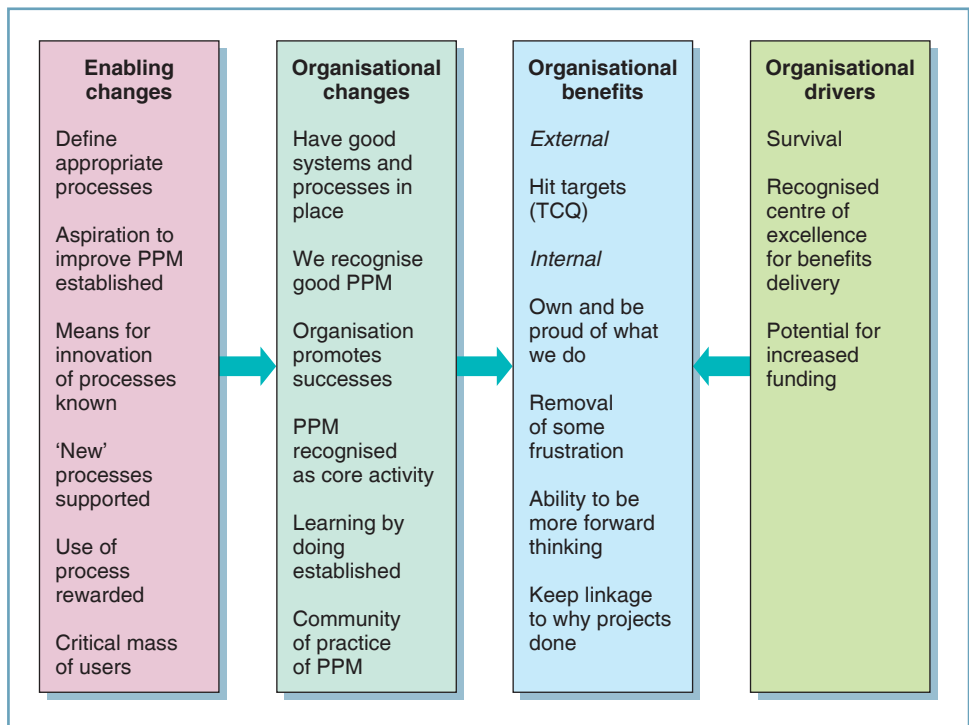 Enabling
changes
Define
appropriate
processes
Aspiration to
improve PPM
established
Means for
innovation
of processes
known
‘New’
processes
supported
Use of
process
rewarded
Critical mass
of users
Organisational
changes
Have good
systems and
processes in
place
We recognise
good PPM
Organisation
promotes
successes
PPM
recognised
as core activity
Learning by
doing
established
Community
of practice
of PPM
Organisational
benefits
External
Hit targets
(TCQ)
Internal
Own and be
proud of what
we do
Removal
of some
frustration
Ability to be
more forward
thinking
Keep linkage
to why projects
done
Organisational
drivers
Survival
Recognised
centre of
excellence
for benefits
delivery
Potential for
increased
funding